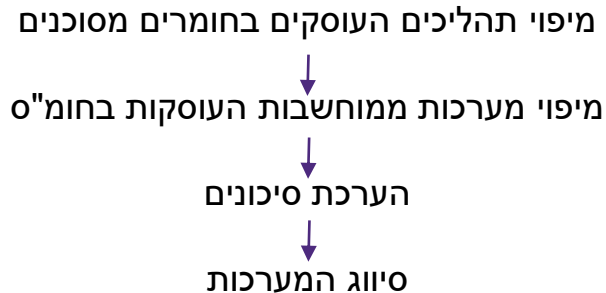 מיפוי תהליכים העוסקים בחומרים מסוכנים
מיפוי מערכות ממוחשבות העוסקות בחומ"ס
הערכת סיכונים
סיווג המערכות